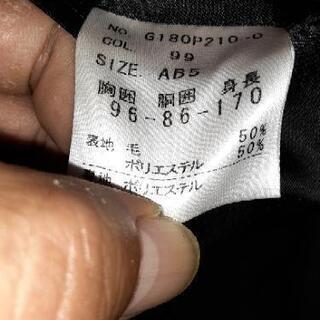 NO. G180P210-0
COL. 99
SIZE. AB5
胸囲 胴囲 身長
96-86-170
表地 毛 50%
ポリエステル 50%
ポリエステル